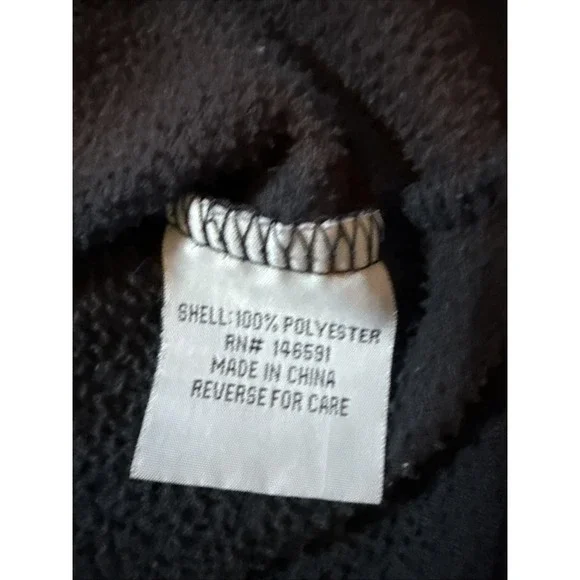 SHELL:100% POLYESTER
RN# 146591
MADE IN CHINA
REVERSE FOR CARE